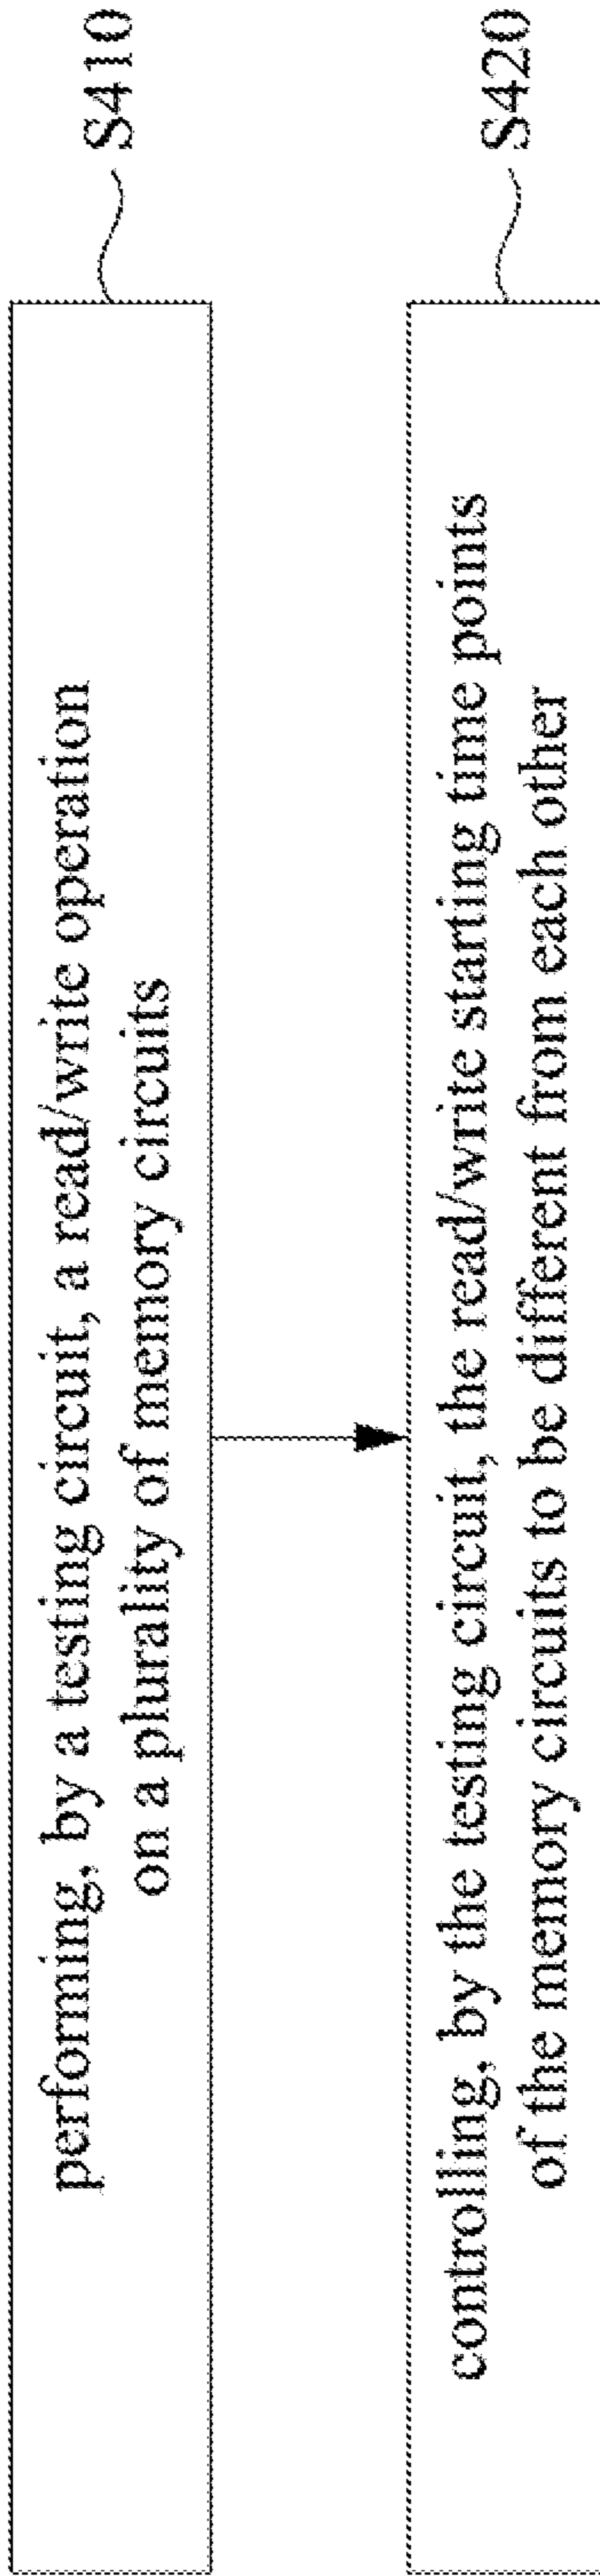 performing, by a testing circuit, a read/write operation
on a plurality of memory circuits
S410
controlling, by the testing circuit, the read/write starting time points
of the memory circuits to be different from each other
S420